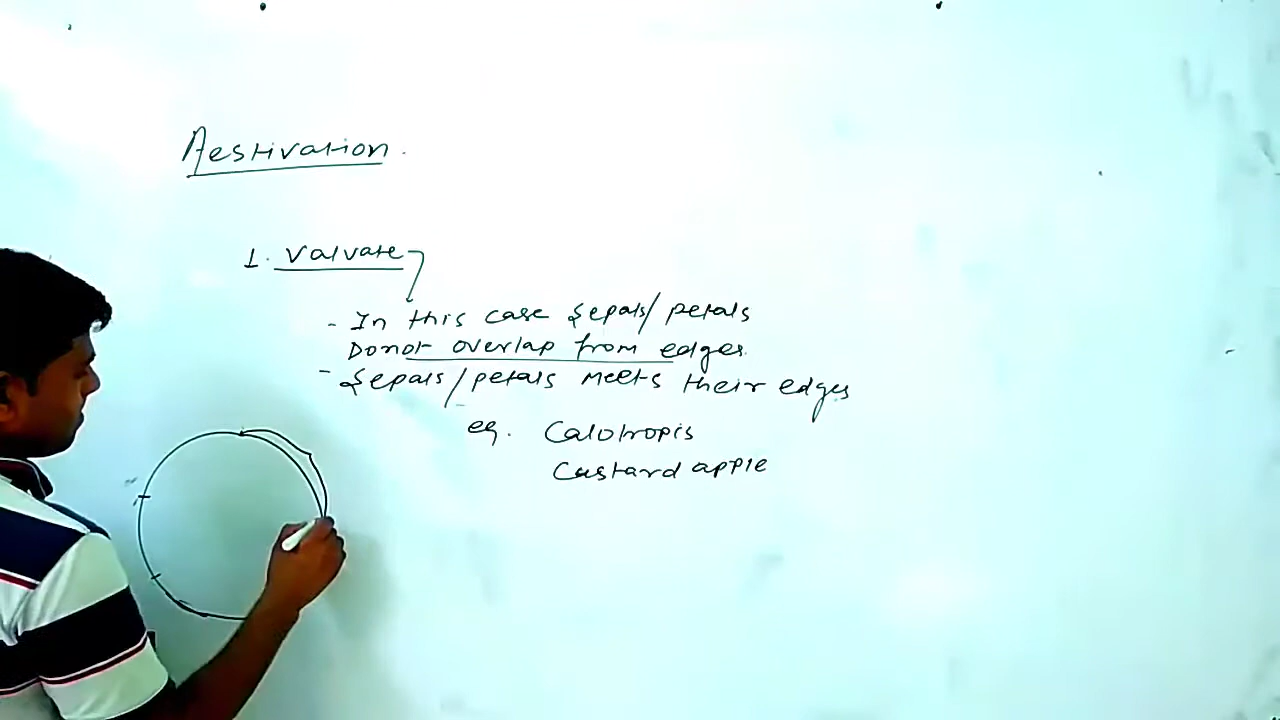 Aestivation.
1. Valvate
- In this case sepals/petals
Donot overlap from edges.
- Sepals/petals meets their edges
eg. Calotropis
Custard apple